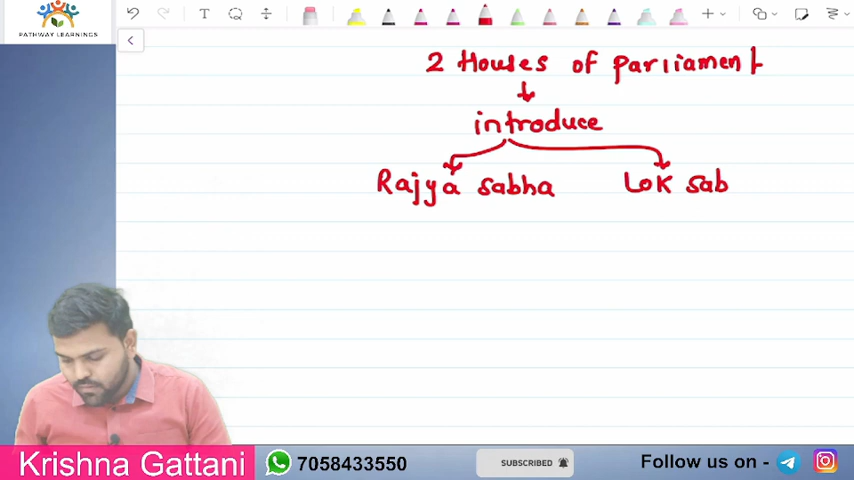 PATHWAY LEARNINGS
T
2 Houses of parliament
introduce
Rajya sabha Lok sab
Krishna Gattani 7058433550 SUBSCRIBED Follow us on -